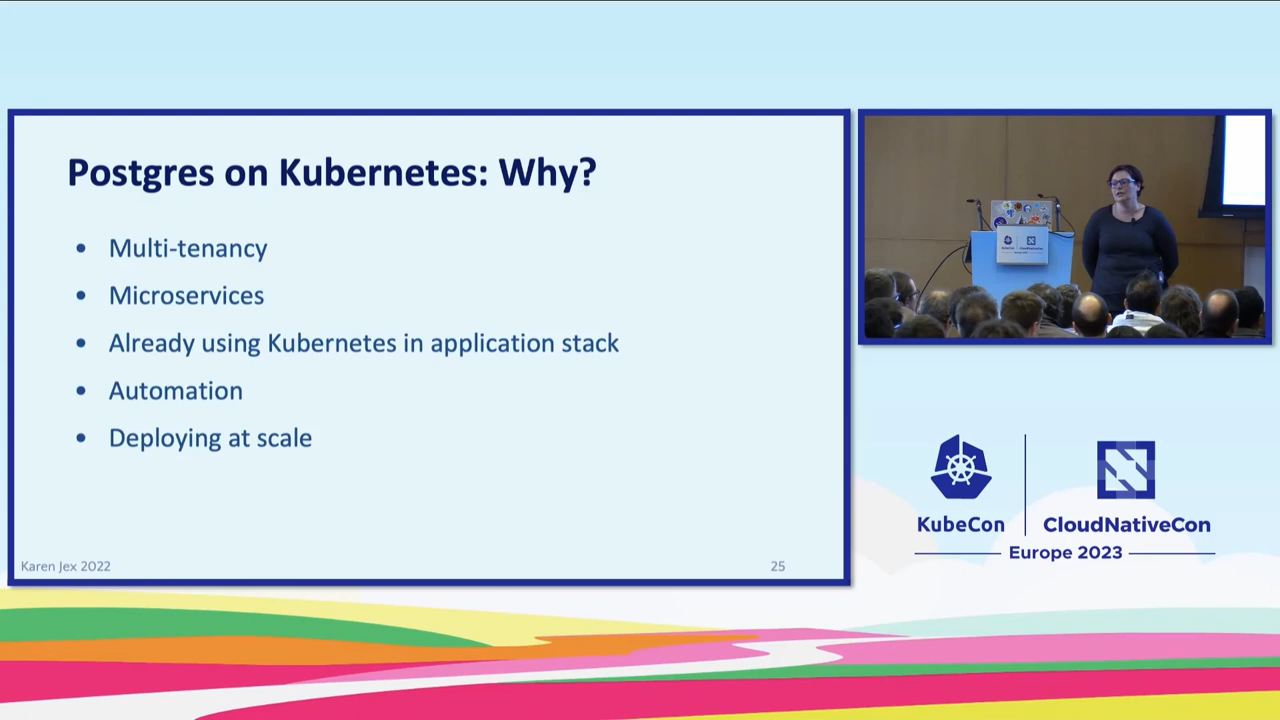 Postgres on Kubernetes: Why?
• Multi-tenancy
• Microservices
• Already using Kubernetes in application stack
• Automation
• Deploying at scale
Karen Jex 2022
25
KubeCon
CloudNativeCon
Europe 2023